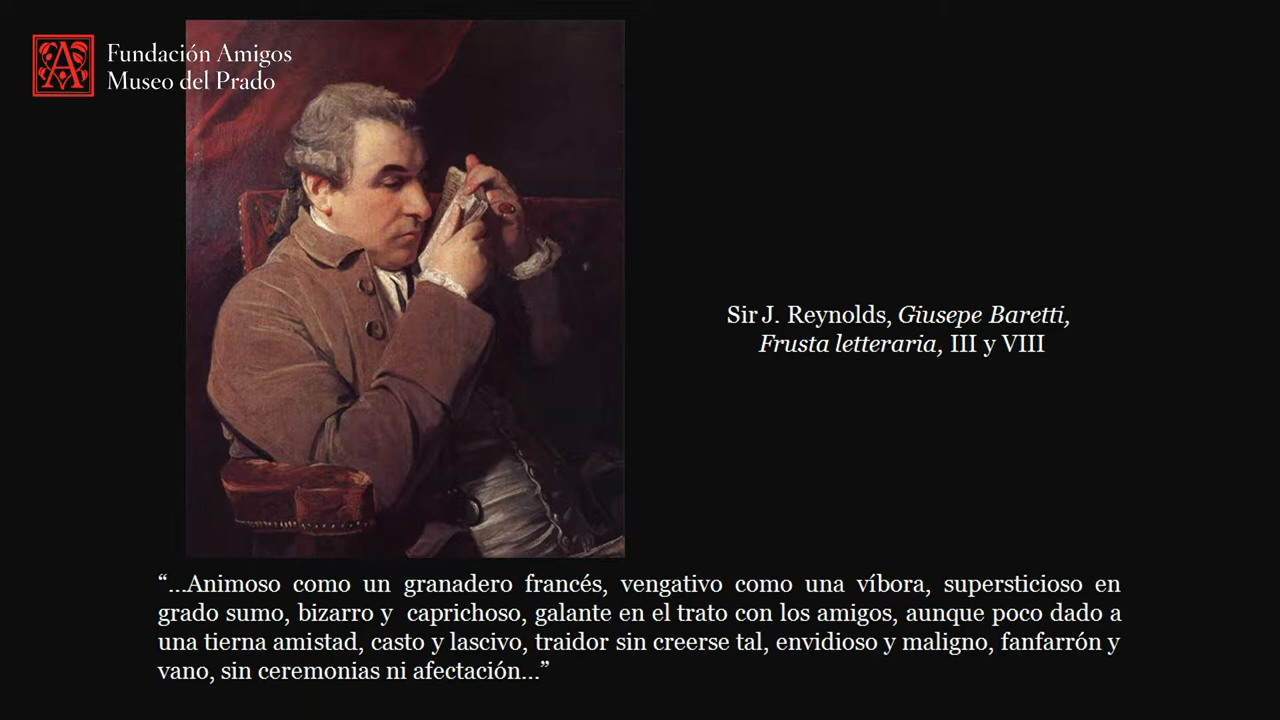 Fundación Amigos
Museo del Prado
Sir J. Reynolds, Giusepe Baretti,
Frusta letteraria, III y VIII
“...Animoso como un granadero francés, vengativo como una víbora, supersticioso en
grado sumo, bizarro y caprichoso, galante en el trato con los amigos, aunque poco dado a
una tierna amistad, casto y lascivo, traidor sin creerse tal, envidioso y maligno, fanfarrón y
vano, sin ceremonias ni afectación...”